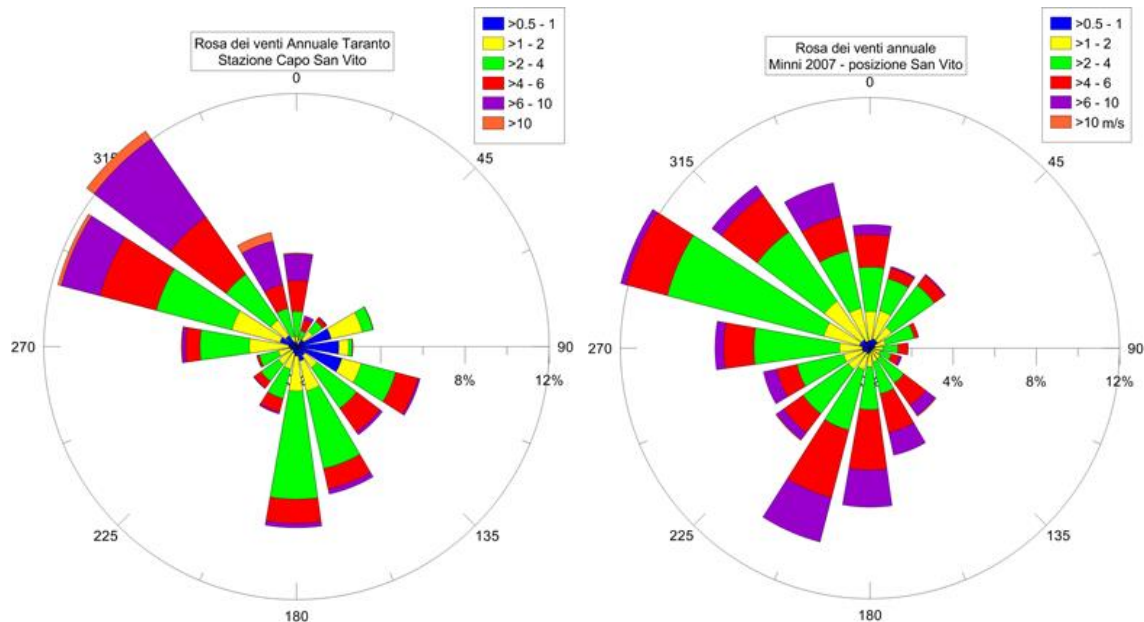 Rosa dei venti Annuale Taranto
Stazione Capo San Vito
>0.5 - 1
>1 - 2
>2 - 4
>4 - 6
>6 - 10
>10
0
45
90
135
180
225
270
315
8%
12%
Rosa dei venti annuale
Minni 2007 - posizione San Vito
>0.5 - 1
>1 - 2
>2 - 4
>4 - 6
>6 - 10
>10 m/s
0
45
90
135
180
225
270
315
4%
8%
12%